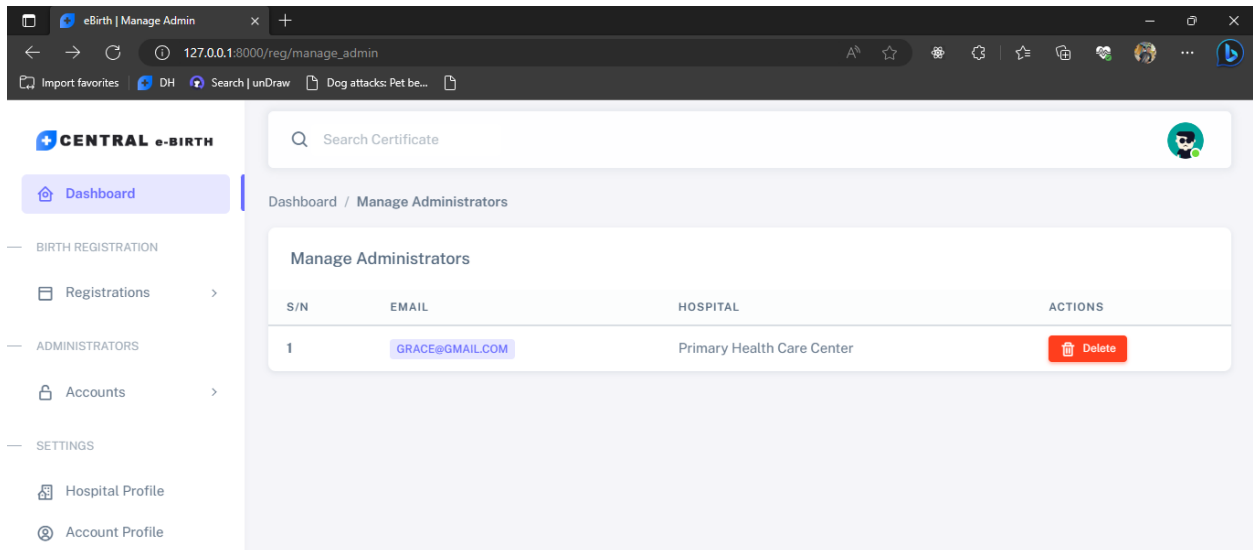 eBirth | Manage Admin
127.0.0.1:8000/reg/manage_admin
Import favorites
DH
Search | unDraw
Dog attacks: Pet be...
CENTRAL e-BIRTH
Search Certificate
Dashboard
Dashboard / Manage Administrators
BIRTH REGISTRATION
Manage Administrators
Registrations
S/N EMAIL HOSPITAL ACTIONS
ADMINISTRATORS
1 GRACE@GMAIL.COM Primary Health Care Center Delete
Accounts
SETTINGS
Hospital Profile
Account Profile